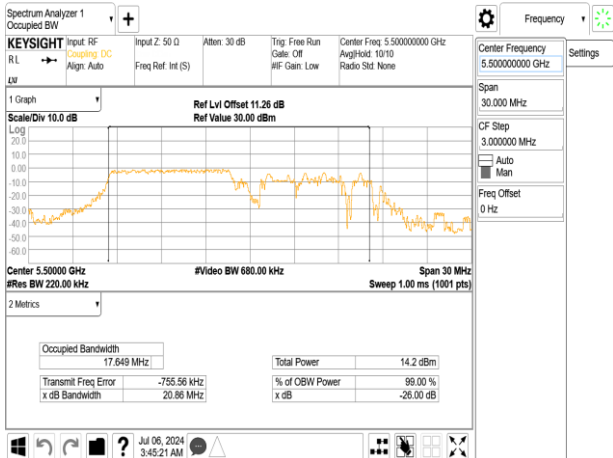 Spectrum Analyzer 1
Occupied BW
Frequency
KEYSIGHT
RL
Input: RF
Coupling: DC
Align: Auto
Input Z: 50 Ω
Freq Ref: Int (S)
Atten: 30 dB
Trig: Free Run
Gate: Off
#IF Gain: Low
Center Freq: 5.500000000 GHz
Avg|Hold: 10/10
Radio Std: None
Center Frequency
5.500000000 GHz
Settings
Span
30.000 MHz
CF Step
3.000000 MHz
Auto
Man
Freq Offset
0 Hz
1 Graph
Scale/Div 10.0 dB
Ref Lvl Offset 11.26 dB
Ref Value 30.00 dBm
Log
20.0
10.0
0.00
-10.0
-20.0
-30.0
-40.0
-50.0
-60.0
Center 5.50000 GHz
#Res BW 220.00 kHz
#Video BW 680.00 kHz
Span 30 MHz
Sweep 1.00 ms (1001 pts)
2 Metrics
Occupied Bandwidth
17.649 MHz
Transmit Freq Error -755.56 kHz
x dB Bandwidth 20.86 MHz
Total Power 14.2 dBm
% of OBW Power 99.00 %
x dB -26.00 dB
Jul 06, 2024
3:45:21 AM